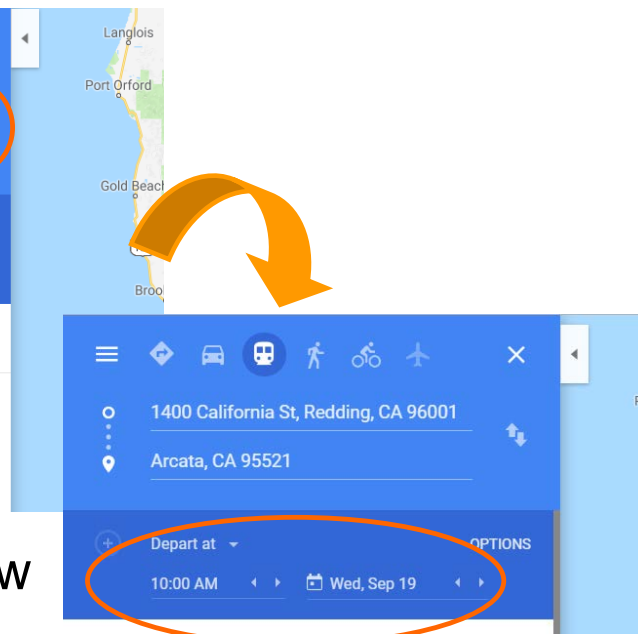 Langlois
Port Orford
Gold Beach
1400 California St, Redding, CA 96001
Arcata, CA 95521
w
Depart at
OPTIONS
10:00 AM
Wed, Sep 19